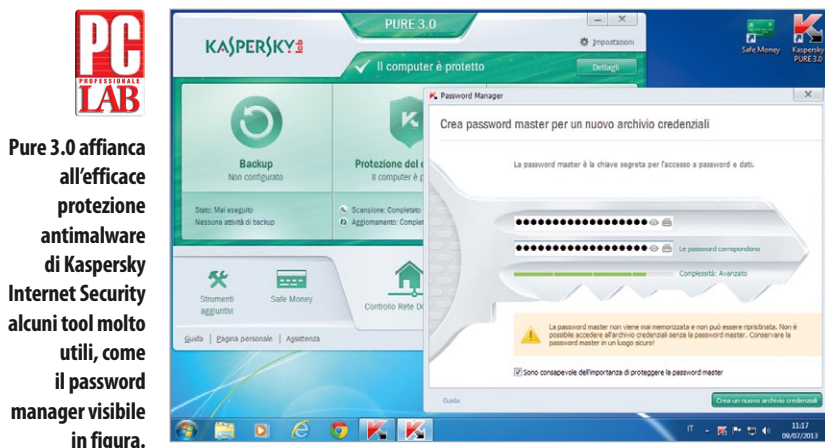 PC
PROFESSIONALE
LAB
Pure 3.0 affianca
all’efficace
protezione
antimalware
di Kaspersky
Internet Security
alcuni tool molto
utili, come
il password
manager visibile
in figura.
KASPERSKY lab
PURE 3.0
Impostazioni
Il computer è protetto
Dettagli
Backup
Non configurato
Stato: Mai eseguito
Nessuna attività di backup
Protezione del c
Il computer è p
Scansione: Completato
Aggiornamento: Complet
Strumenti
aggiuntivi
Safe Money
Controllo Rete Do
Guida | Pagina personale | Assistenza
Safe Money
Kaspersky
PURE 3.0
Password Manager
Crea password master per un nuovo archivio credenziali
La password master è la chiave segreta per l'accesso a password e dati.
Le password corrispondono
Complessità: Avanzato
La password master non viene mai memorizzata e non può essere ripristinata. Non è
possibile accedere all'archivio credenziali senza la password master. Conservare la
password master in un luogo sicuro!
Sono consapevole dell'importanza di proteggere la password master
Guida
Crea un nuovo archivio credenziali
IT
11:17
09/07/2013